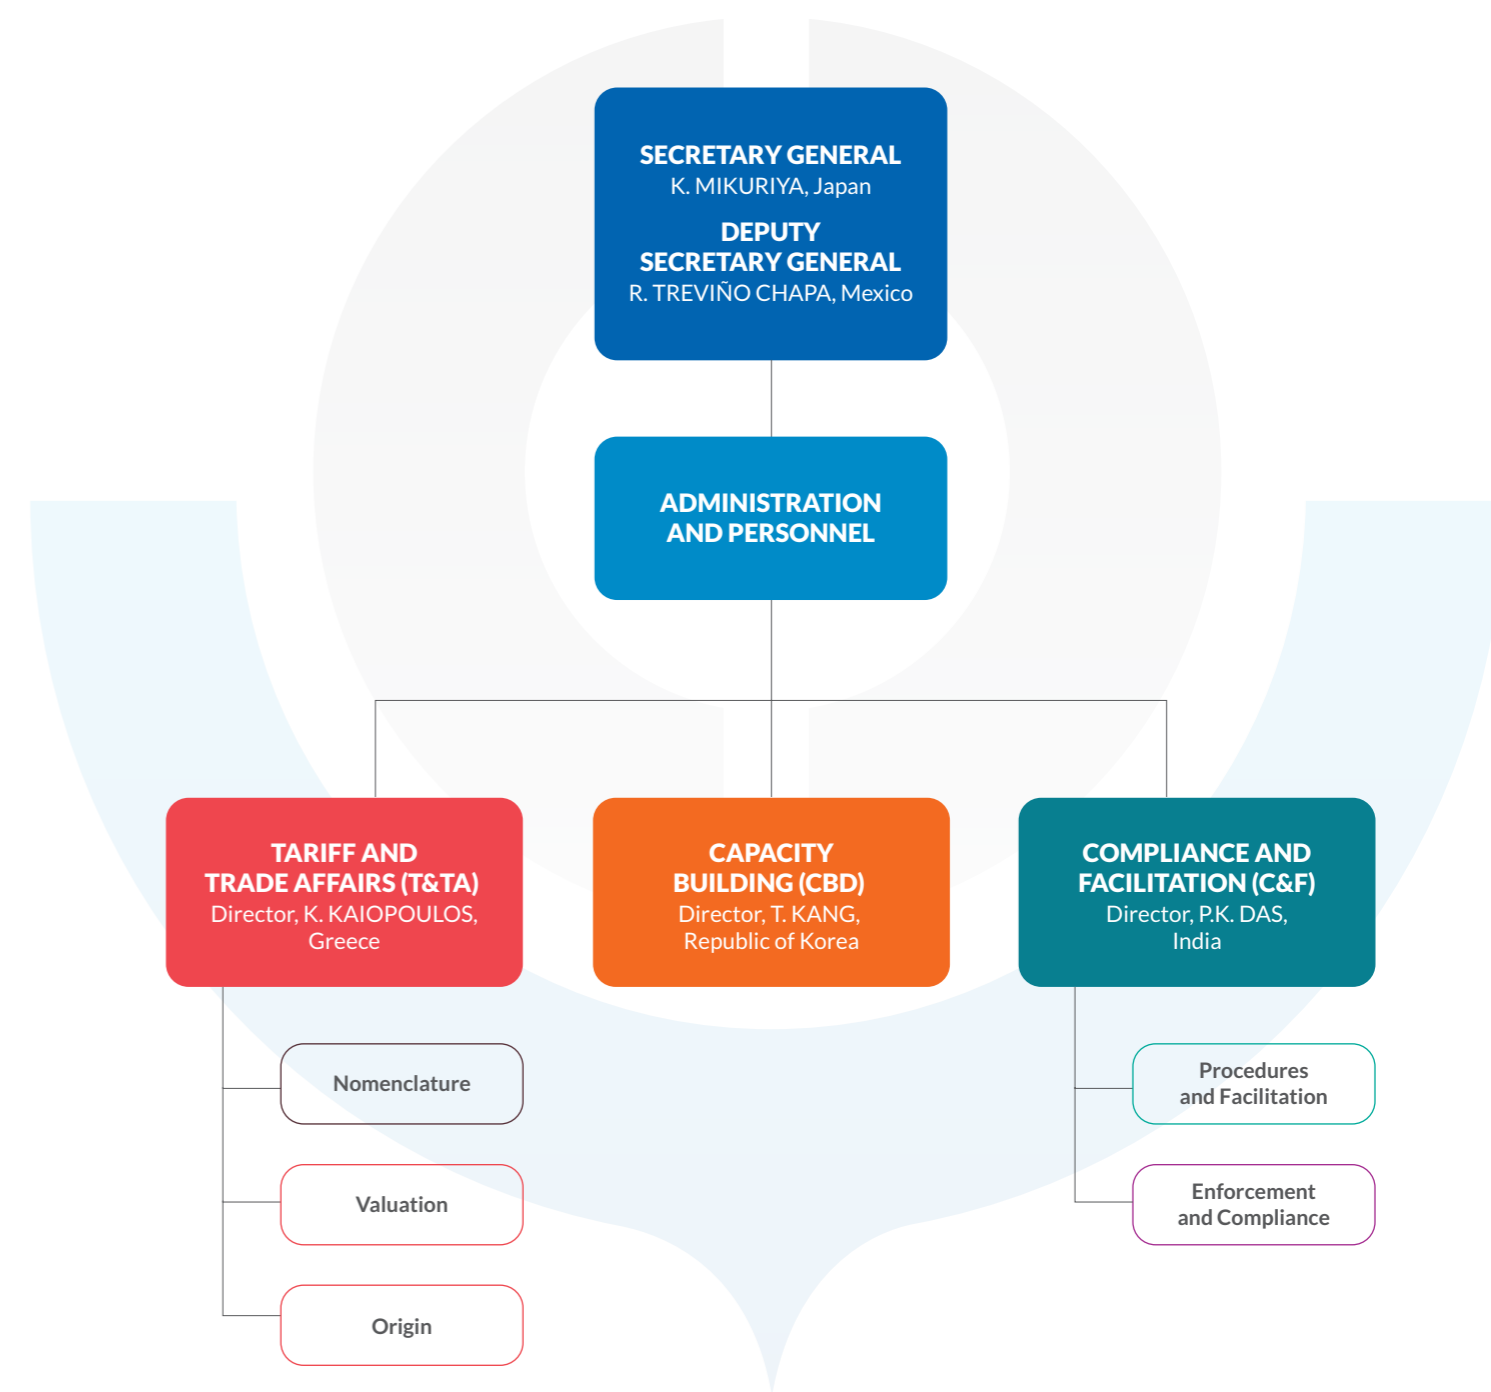 SECRETARY GENERAL
K. MIKURIYA, Japan
DEPUTY
SECRETARY GENERAL
R. TREVIÑO CHAPA, Mexico
ADMINISTRATION
AND PERSONNEL
TARIFF AND
TRADE AFFAIRS (T&TA)
Director, K. KAIOPOULOS,
Greece
CAPACITY
BUILDING (CBD)
Director, T. KANG,
Republic of Korea
COMPLIANCE AND
FACILITATION (C&F)
Director, P.K. DAS,
India
Nomenclature
Valuation
Origin
Procedures
and Facilitation
Enforcement
and Compliance